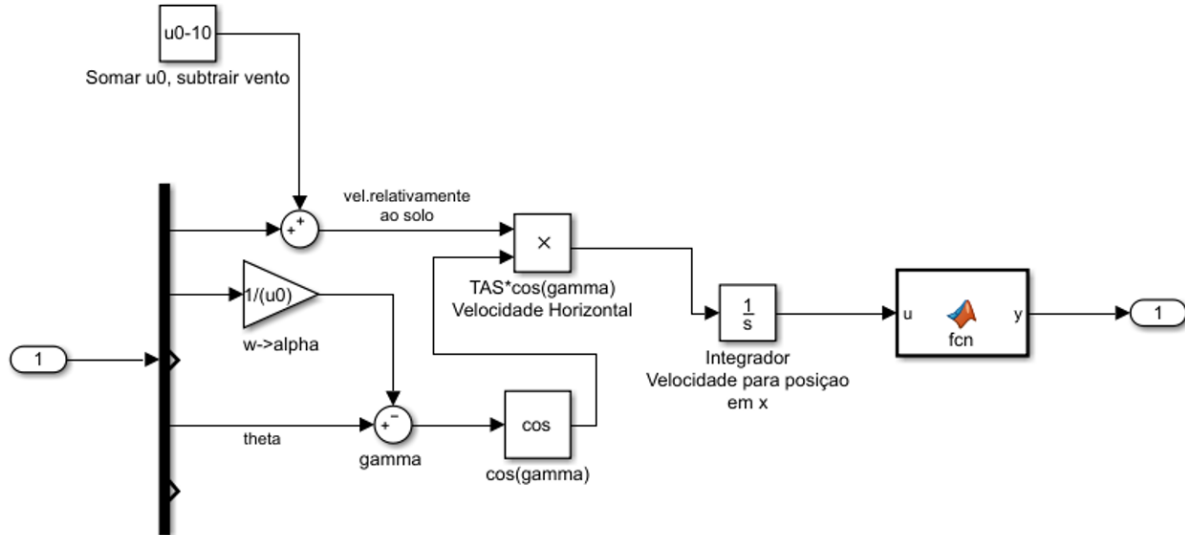 u0-10
Somar u0, subtrair vento
vel.relativamente
ao solo
+
+
×
TAS*cos(gamma)
Velocidade Horizontal
1/(u0)
w->alpha
1
s
Integrador
Velocidade para posiçao
em x
u
y
fcn
1
1
theta
−
+
gamma
cos
cos(gamma)